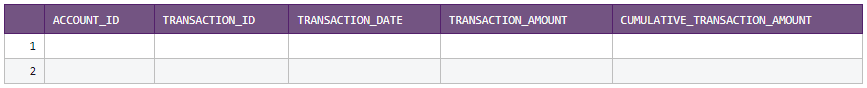 ACCOUNT_ID TRANSACTION_ID TRANSACTION_DATE TRANSACTION_AMOUNT CUMULATIVE_TRANSACTION_AMOUNT
1
2